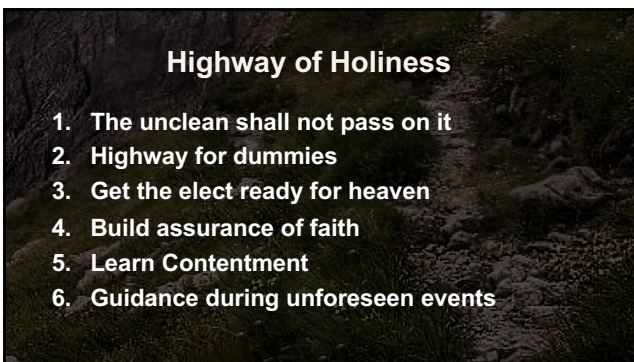 Highway of Holiness
1. The unclean shall not pass on it
2. Highway for dummies
3. Get the elect ready for heaven
4. Build assurance of faith
5. Learn Contentment
6. Guidance during unforeseen events